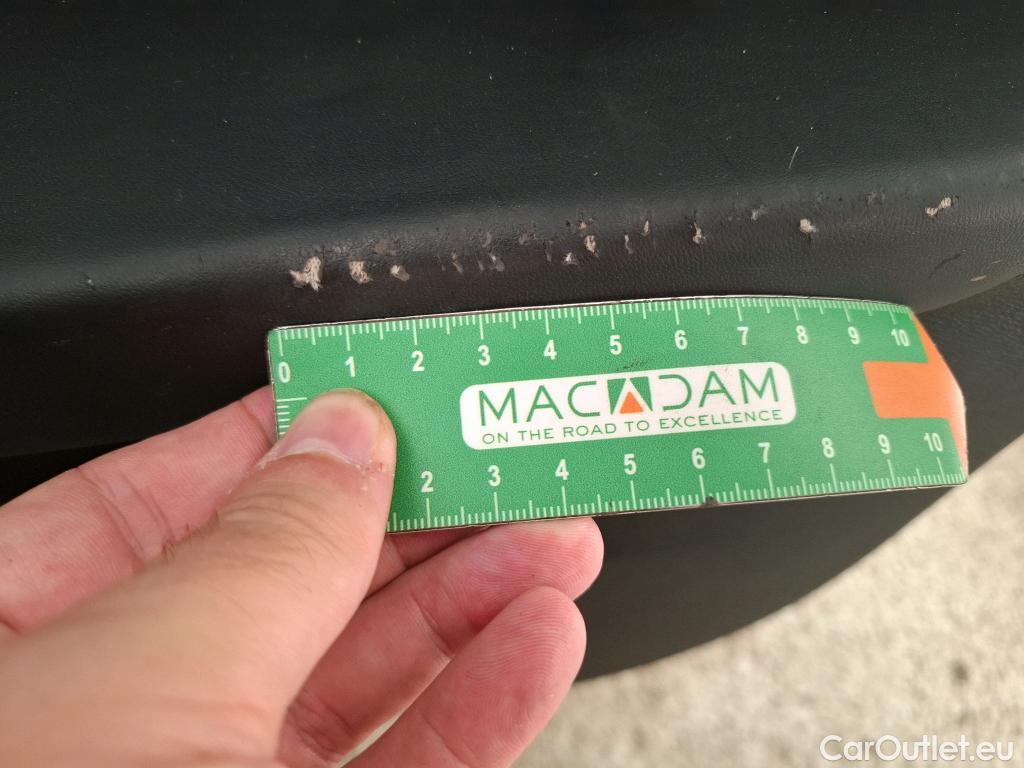 0 1 2 3 4 5 6 7 8 9 10
MACADAM
ON THE ROAD TO EXCELLENCE
2 3 4 5 6 7 8 9 10
CarOutlet.eu